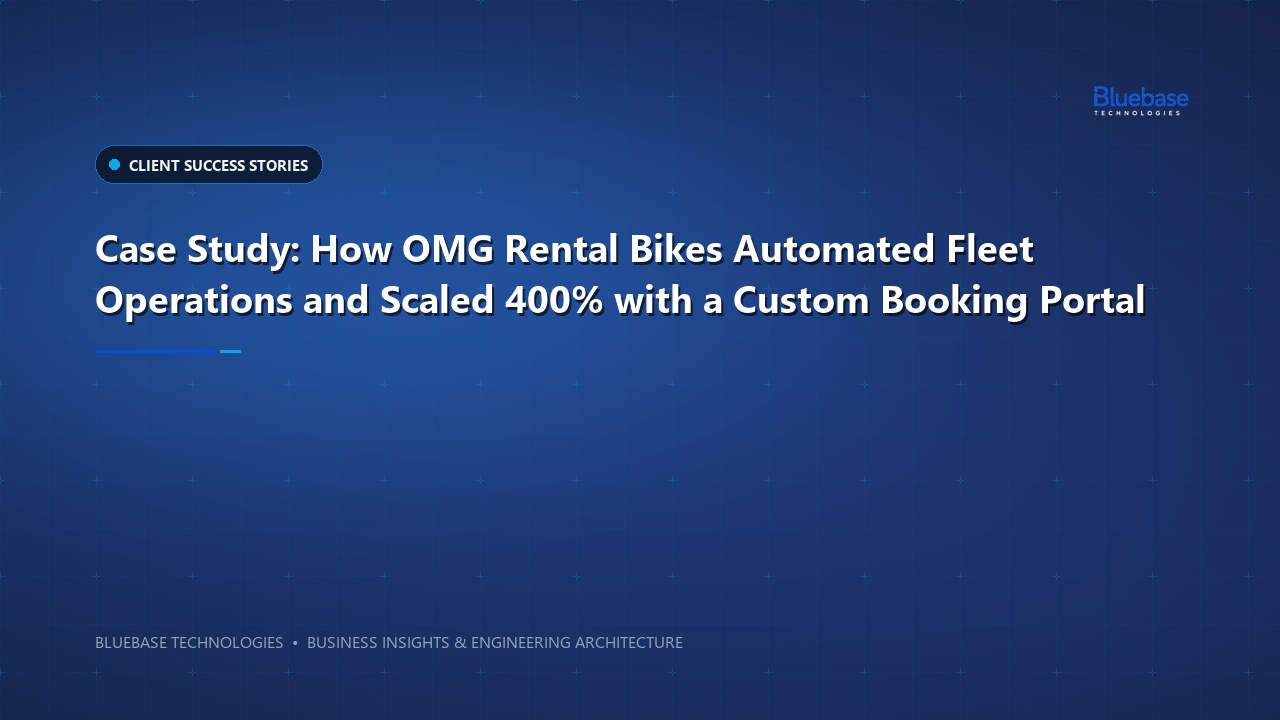 Bluebase
TECHNOLOGIES
CLIENT SUCCESS STORIES
Case Study: How OMG Rental Bikes Automated Fleet
Operations and Scaled 400% with a Custom Booking Portal
BLUEBASE TECHNOLOGIES • BUSINESS INSIGHTS & ENGINEERING ARCHITECTURE